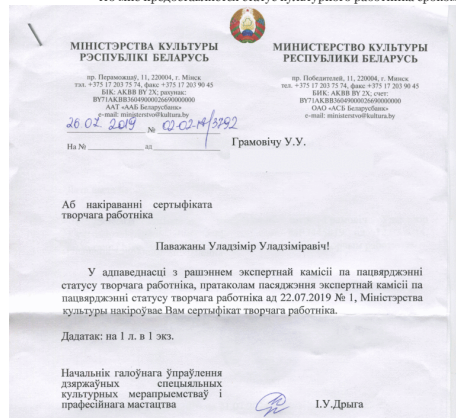 МІНІСТЭРСТВА КУЛЬТУРЫ
РЭСПУБЛІКІ БЕЛАРУСЬ
пр. Пераможцаў, 11, 220004, г. Мінск
тэл. +375 17 203 75 74, факс +375 17 203 90 45
БІК: AKBB BY 2X; рахунак:
BY71AKBB36049000026690000000
ААТ «ААБ Беларусбанк»
e-mail: ministerstvo@kultura.by
МИНИСТЕРСТВО КУЛЬТУРЫ
РЕСПУБЛИКИ БЕЛАРУСЬ
пр. Победителей, 11, 220004, г. Минск
тел. +375 17 203 75 74, факс +375 17 203 90 45
БИК: AKBB BY 2X; счет:
BY71AKBB36049000026690000000
ОАО «АСБ Беларусбанк»
e-mail: ministerstvo@kultura.by
26.07.2019 № 02-02-14/3792
На № ад
Грамовічу У.У.
Аб накіраванні сертыфіката
творчага работніка
Паважаны Уладзімір Уладзіміравіч!
У адпаведнасці з рашэннем экспертнай камісіі па пацвярджэнні
статусу творчага работніка, пратаколам пасяджэння экспертнай камісіі па
пацвярджэнні статусу творчага работніка ад 22.07.2019 № 1, Міністэрства
культуры накіроўвае Вам сертыфікат творчага работніка.
Дадатак: на 1 л. в 1 экз.
Начальнік галоўнага ўпраўлення
дзяржаўных спецыяльных
культурных мерапрыемстваў і
прафесійнага мастацтва
І.У.Дрыга